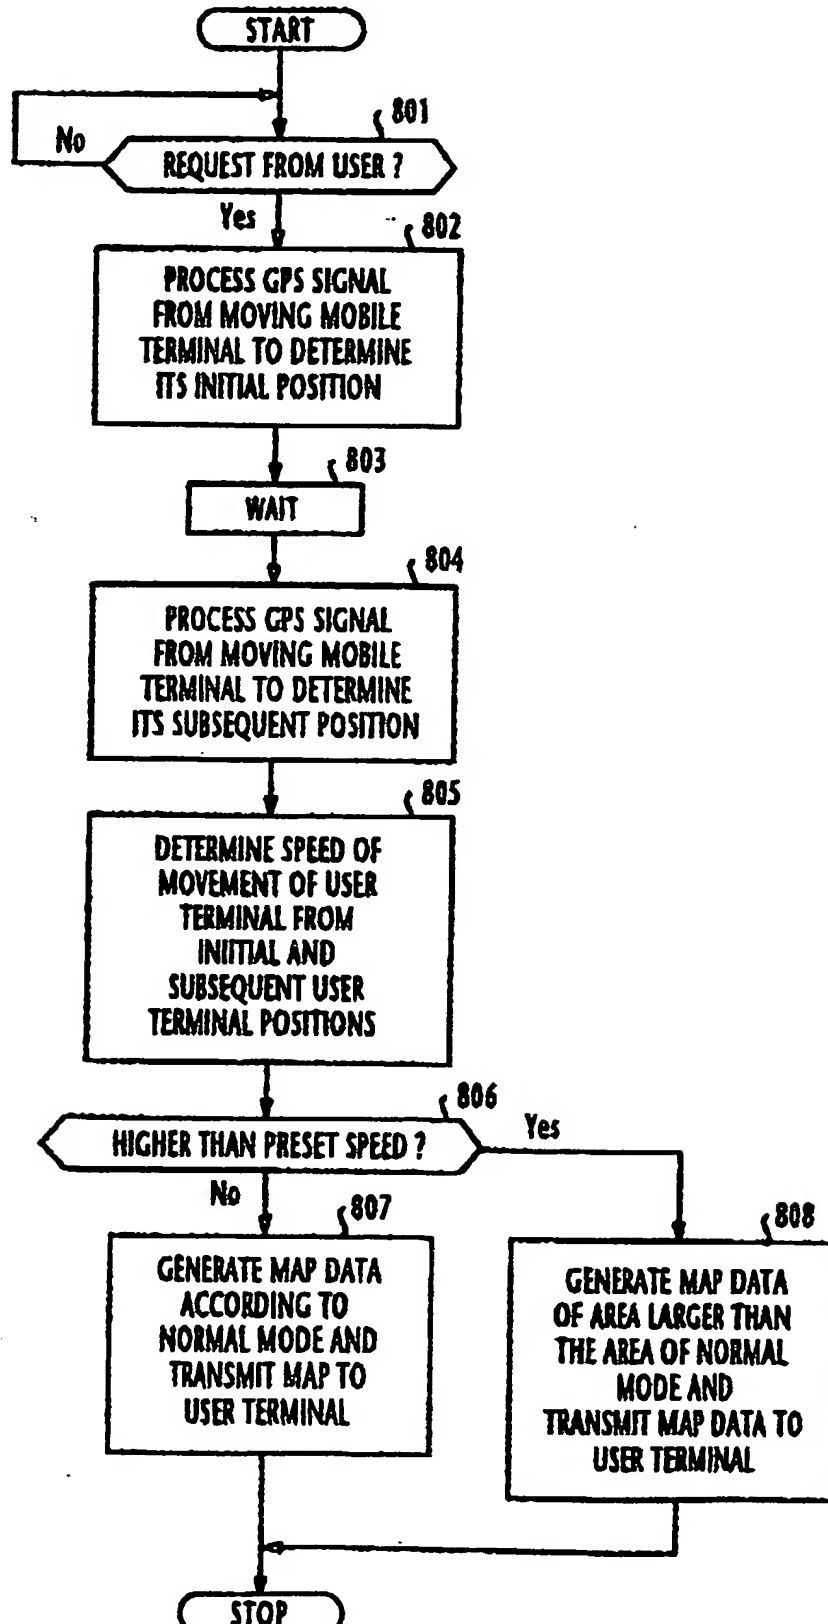 START
801
No
REQUEST FROM USER ?
Yes
802
PROCESS GPS SIGNAL
FROM MOVING MOBILE
TERMINAL TO DETERMINE
ITS INITIAL POSITION
803
WAIT
804
PROCESS GPS SIGNAL
FROM MOVING MOBILE
TERMINAL TO DETERMINE
ITS SUBSEQUENT POSITION
805
DETERMINE SPEED OF
MOVEMENT OF USER
TERMINAL FROM
INIITIAL AND
SUBSEQUENT USER
TERMINAL POSITIONS
806
HIGHER THAN PRESET SPEED ?
Yes
No
807
GENERATE MAP DATA
ACCORDING TO
NORMAL MODE AND
TRANSMIT MAP TO
USER TERMINAL
808
GENERATE MAP DATA
OF AREA LARGER THAN
THE AREA OF NORMAL
MODE AND
TRANSMIT MAP DATA TO
USER TERMINAL
STOP